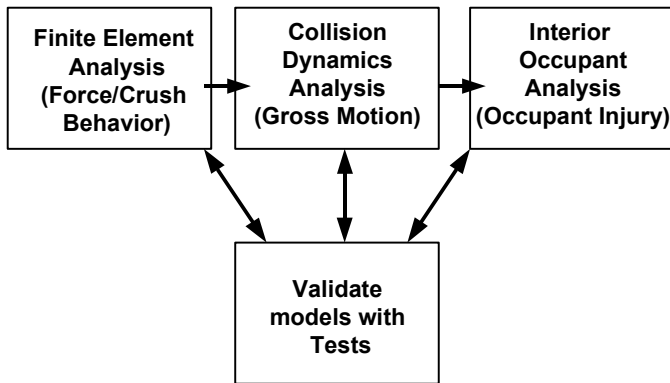 Finite Element
Analysis
(Force/Crush
Behavior)
Collision
Dynamics
Analysis
(Gross Motion)
Interior
Occupant
Analysis
(Occupant Injury)
Validate
models with
Tests